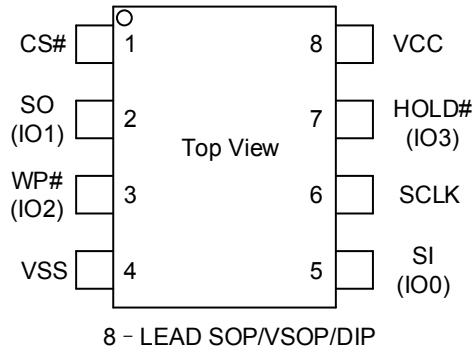 CS# 1 8 VCC
SO
(IO1) 2 7 HOLD#
(IO3)
Top View
WP#
(IO2) 3 6 SCLK
VSS 4 5 SI
(IO0)
8 – LEAD SOP/VSOP/DIP